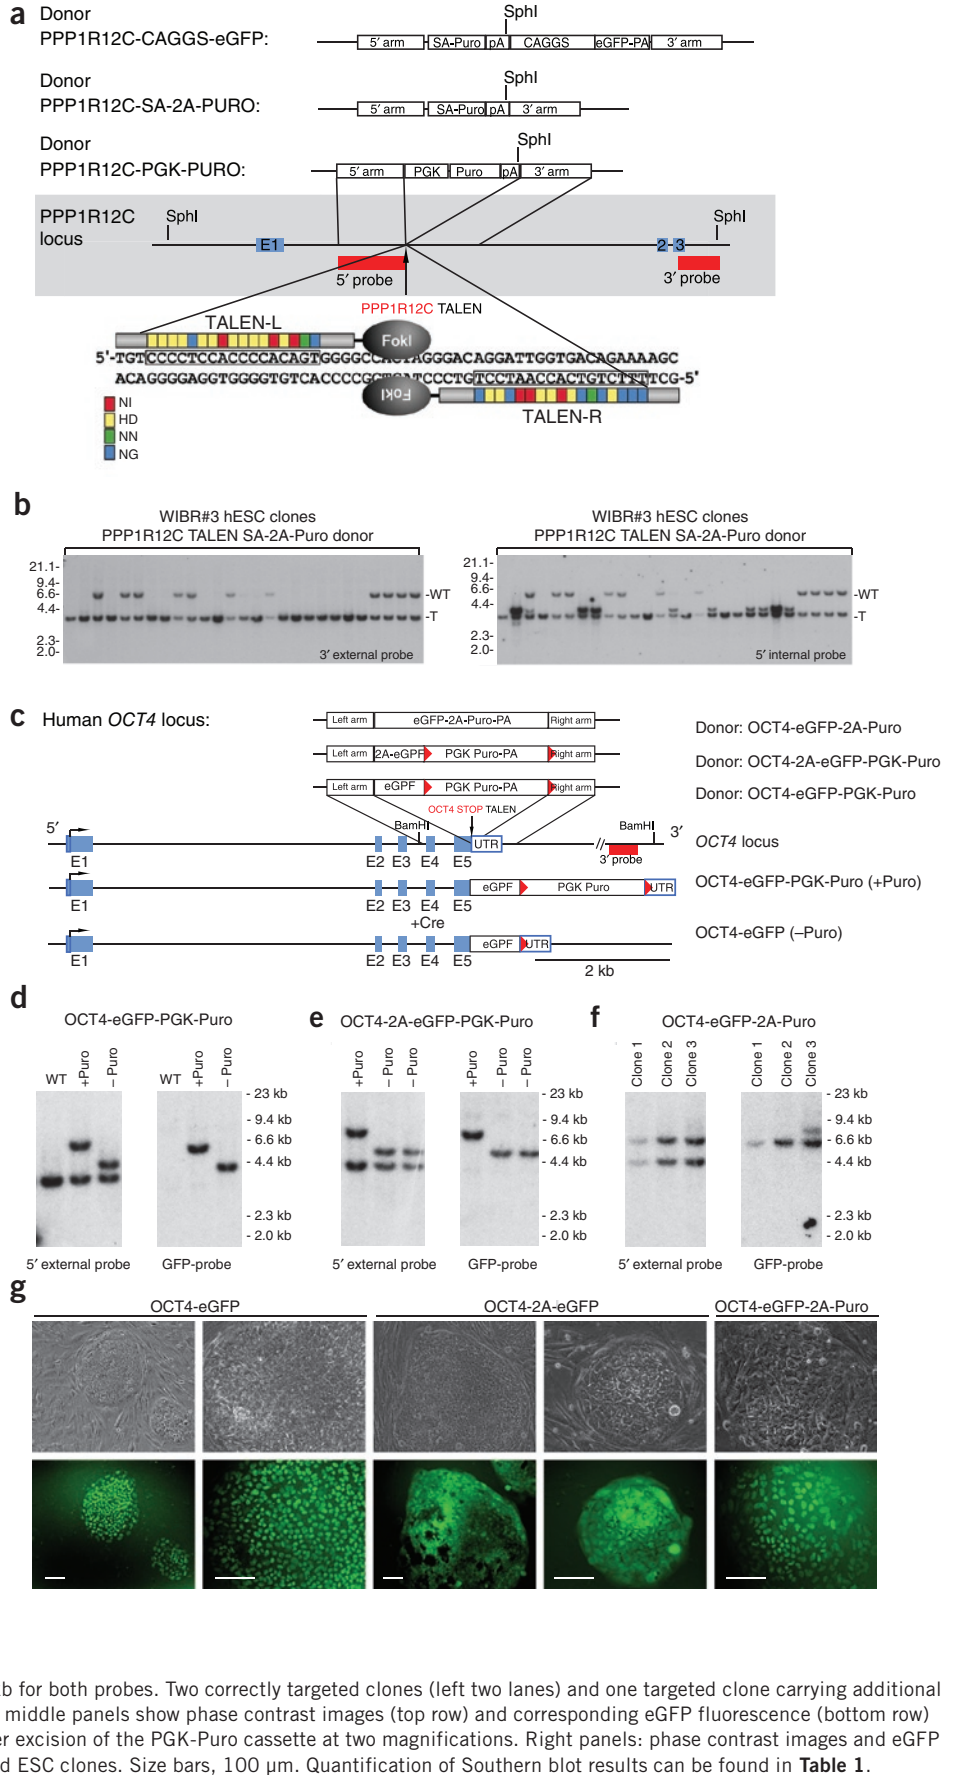 a
Donor
PPP1R12C-CAGGS-eGFP:
SphI
5′ arm SA-Puro pA CAGGS eGFP-PA 3′ arm
Donor
PPP1R12C-SA-2A-PURO:
SphI
5′ arm SA-Puro pA 3′ arm
Donor
PPP1R12C-PGK-PURO:
SphI
5′ arm PGK Puro pA 3′ arm
PPP1R12C
locus
SphI
SphI
E1
2 3
5′ probe
3′ probe
PPP1R12C TALEN
TALEN-L
FokI
5′-TGTCCCCTCCACCCCACAGTGGGGCCACTAGGGACAGGATTGGTGACAGAAAAGC
ACAGGGGAGGTGGGGTGTCACCCCGGTGATCCCTGTCCTAACCACTGTCTTTTCG-5′
FokI
TALEN-R
NI
HD
NN
NG
b
WIBR#3 hESC clones
PPP1R12C TALEN SA-2A-Puro donor
21.1-
9.4-
6.6-
4.4-
2.3-
2.0-
-WT
-T
3′ external probe
WIBR#3 hESC clones
PPP1R12C TALEN SA-2A-Puro donor
21.1-
9.4-
6.6-
4.4-
2.3-
2.0-
-WT
-T
5′ internal probe
c Human OCT4 locus:
Left arm eGFP-2A-Puro-PA Right arm
Donor: OCT4-eGFP-2A-Puro
Left arm 2A-eGPF PGK Puro-PA Right arm
Donor: OCT4-2A-eGFP-PGK-Puro
Left arm eGPF PGK Puro-PA Right arm
Donor: OCT4-eGFP-PGK-Puro
OCT4 STOP TALEN
5′ BamHI BamHI 3′
UTR
3′ probe
OCT4 locus
E1 E2 E3 E4 E5
eGPF PGK Puro UTR
OCT4-eGFP-PGK-Puro (+Puro)
E1 E2 E3 E4 E5
+Cre
eGPF UTR
OCT4-eGFP (–Puro)
E1 E2 E3 E4 E5
2 kb
d
OCT4-eGFP-PGK-Puro
WT +Puro – Puro
WT +Puro – Puro
- 23 kb
- 9.4 kb
- 6.6 kb
- 4.4 kb
- 2.3 kb
- 2.0 kb
5′ external probe GFP-probe
e
OCT4-2A-eGFP-PGK-Puro
+Puro – Puro – Puro
+Puro – Puro – Puro
- 23 kb
- 9.4 kb
- 6.6 kb
- 4.4 kb
- 2.3 kb
- 2.0 kb
5′ external probe GFP-probe
f
OCT4-eGFP-2A-Puro
Clone 1 Clone 2 Clone 3
Clone 1 Clone 2 Clone 3
- 23 kb
- 9.4 kb
- 6.6 kb
- 4.4 kb
- 2.3 kb
- 2.0 kb
5′ external probe GFP-probe
g
OCT4-eGFP OCT4-2A-eGFP OCT4-eGFP-2A-Puro
b for both probes. Two correctly targeted clones (left two lanes) and one targeted clone carrying additional
middle panels show phase contrast images (top row) and corresponding eGFP fluorescence (bottom row)
er excision of the PGK-Puro cassette at two magnifications. Right panels: phase contrast images and eGFP
d ESC clones. Size bars, 100 µm. Quantification of Southern blot results can be found in Table 1.